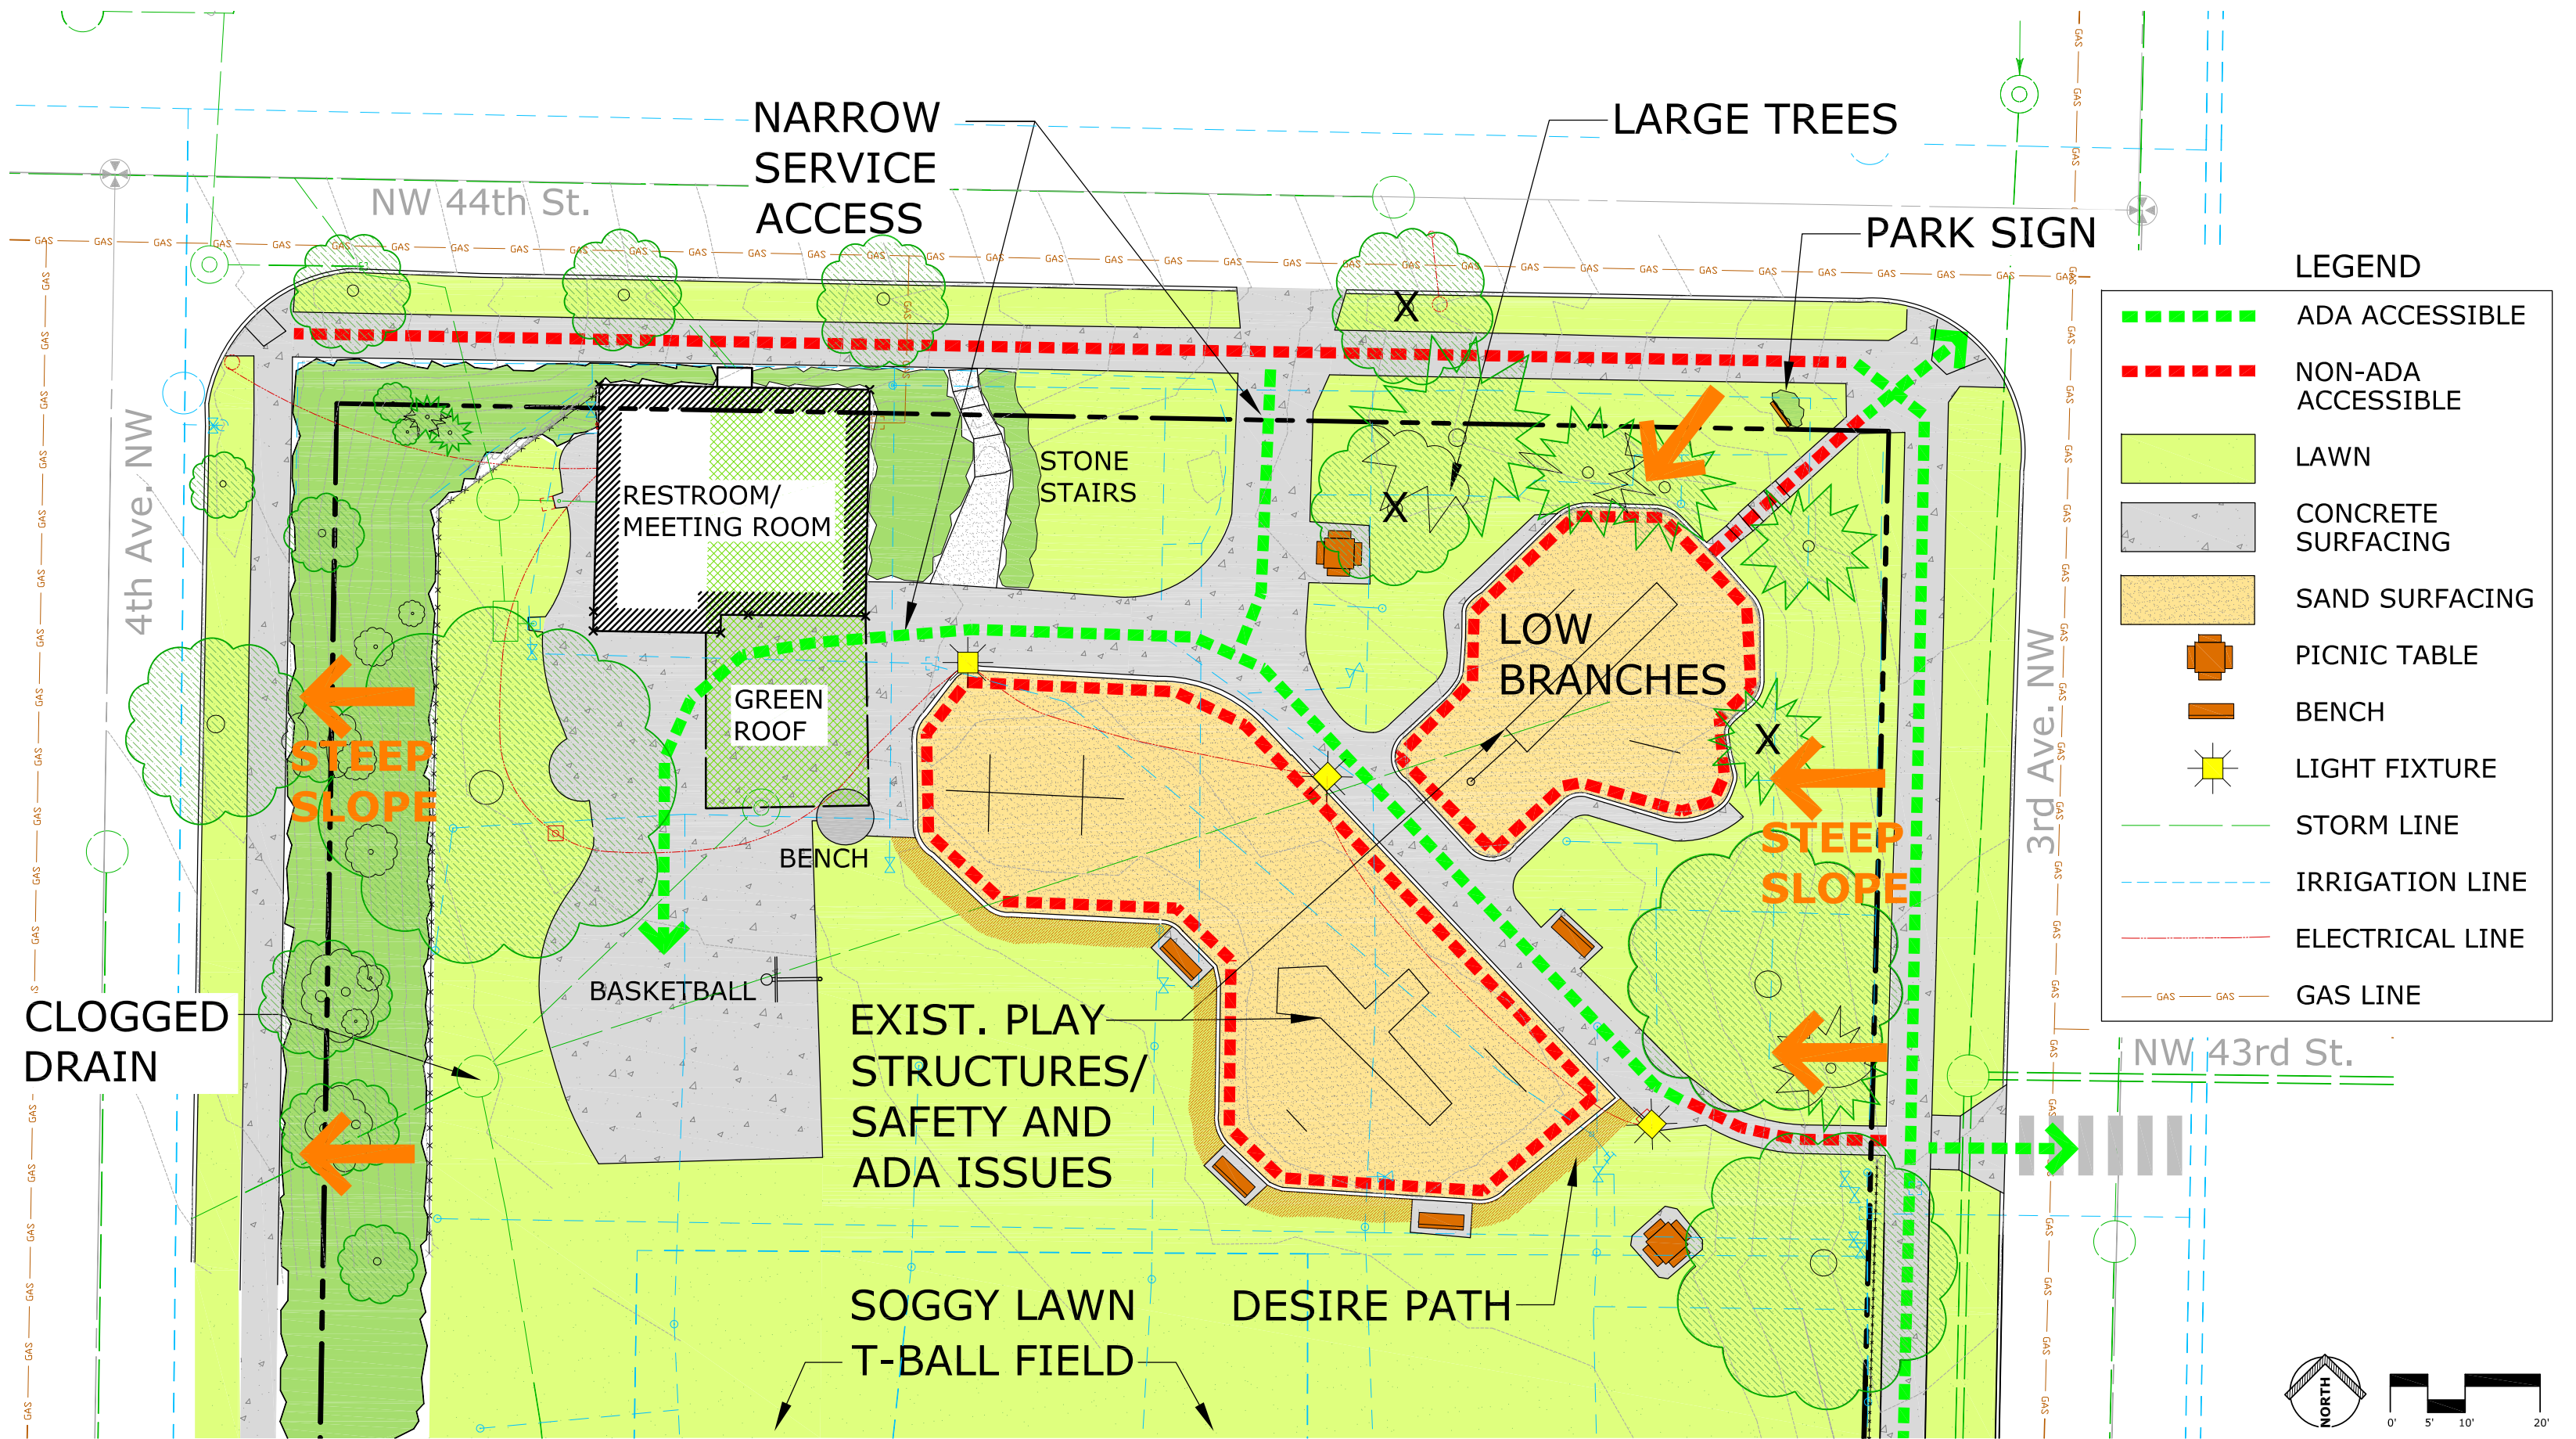 NARROW
SERVICE
ACCESS
LARGE TREES
NW 44th St.
PARK SIGN
LEGEND
ADA ACCESSIBLE
NON-ADA
ACCESSIBLE
LAWN
CONCRETE
SURFACING
SAND SURFACING
PICNIC TABLE
BENCH
LIGHT FIXTURE
STORM LINE
IRRIGATION LINE
ELECTRICAL LINE
GAS GAS
GAS LINE
X
4th Ave. NW
STONE
STAIRS
RESTROOM/
MEETING ROOM
X
LOW
BRANCHES
3rd Ave. NW
GREEN
ROOF
X
STEEP
SLOPE
STEEP
SLOPE
BENCH
BASKETBALL
CLOGGED
DRAIN
EXIST. PLAY
STRUCTURES/
SAFETY AND
ADA ISSUES
NW 43rd St.
SOGGY LAWN
DESIRE PATH
T-BALL FIELD
NORTH
0' 5' 10' 20'